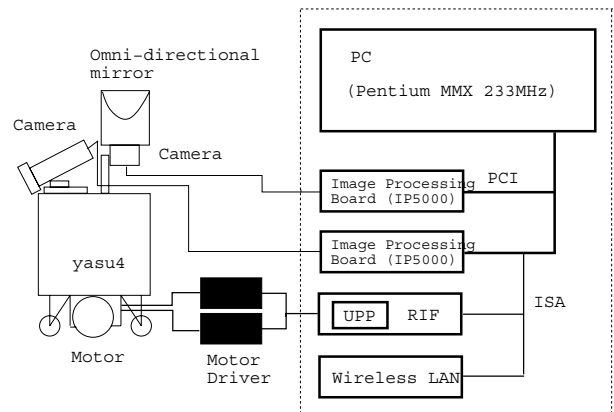 Omni-directional
mirror
Camera
Camera
yasu4
Motor
Motor
Driver
PC
(Pentium MMX 233MHz)
Image Processing
Board (IP5000)
PCI
Image Processing
Board (IP5000)
UPP
RIF
ISA
Wireless LAN